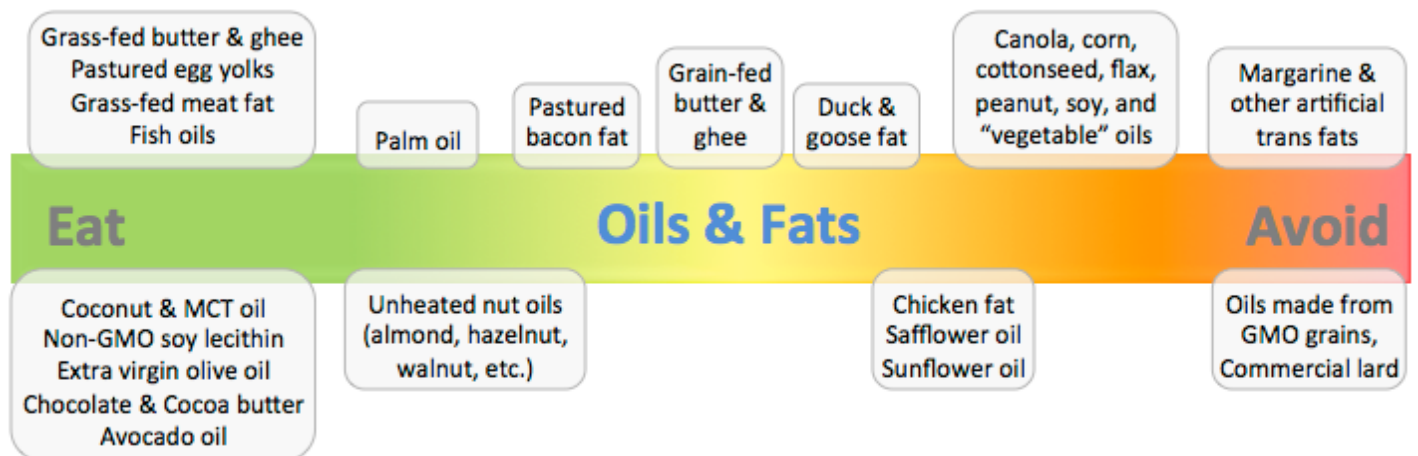 Grass-fed butter & ghee
Pastured egg yolks
Grass-fed meat fat
Fish oils
Palm oil
Pastured
bacon fat
Grain-fed
butter &
ghee
Duck &
goose fat
Canola, corn,
cottonseed, flax,
peanut, soy, and
“vegetable” oils
Margarine &
other artificial
trans fats
Eat
Oils & Fats
Avoid
Coconut & MCT oil
Non-GMO soy lecithin
Extra virgin olive oil
Chocolate & Cocoa butter
Avocado oil
Unheated nut oils
(almond, hazelnut,
walnut, etc.)
Chicken fat
Safflower oil
Sunflower oil
Oils made from
GMO grains,
Commercial lard